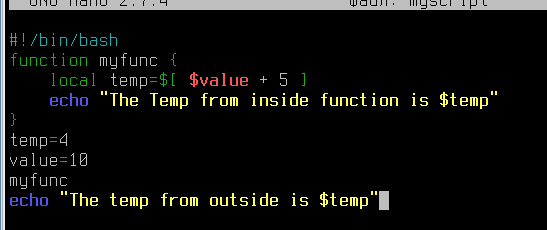 GNU nano 2.7.4 Файл: myscript
#!/bin/bash
function myfunc {
local temp=$[ $value + 5 ]
echo "The Temp from inside function is $temp"
}
temp=4
value=10
myfunc
echo "The temp from outside is $temp"